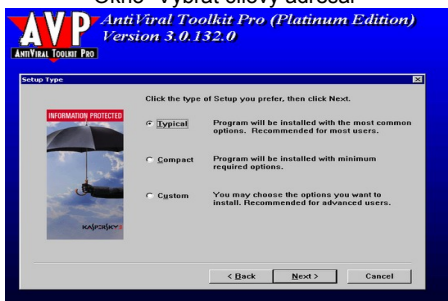 Okno "Vybrat cílový adresář"
AVP
AntiViral Toolkit Pro
AntiViral Toolkit Pro (Platinum Edition)
Version 3.0.132.0
Setup Type
Click the type of Setup you prefer, then click Next.
INFORMATION PROTECTED
KASPERSKY
Typical
Program will be installed with the most common
options. Recommended for most users.
Compact
Program will be installed with minimum
required options.
Custom
You may choose the options you want to
install. Recommended for advanced users.
< Back
Next >
Cancel